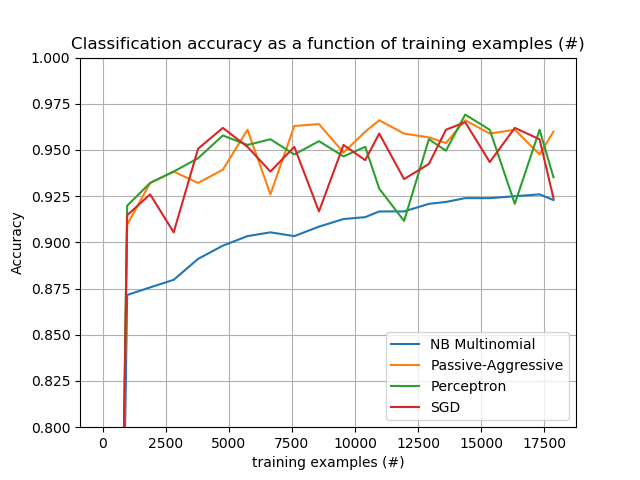 Classification accuracy as a function of training examples (#)
1.000
0.975
0.950
0.925
0.900
0.875
0.850
0.825
0.800
Accuracy
NB Multinomial
Passive-Aggressive
Perceptron
SGD
0 2500 5000 7500 10000 12500 15000 17500
training examples (#)